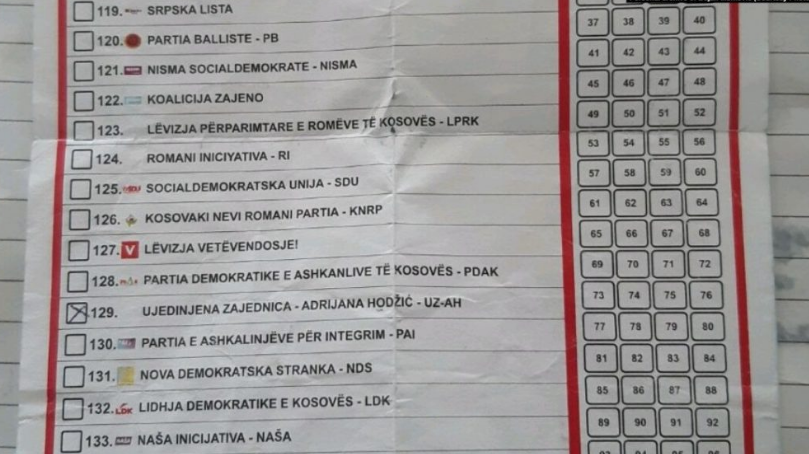 119. SRPSKA LISTA
120. PARTIA BALLISTE - PB
121. NISMA SOCIALDEMOKRATE - NISMA
122. KOALICIJA ZAJENO
123. LËVIZJA PËRPARIMTARE E ROMËVE TË KOSOVËS - LPRK
124. ROMANI INICIYATIVA - RI
125. SDU SOCIALDEMOKRATSKA UNIJA - SDU
126. KOSOVAKI NEVI ROMANI PARTIA - KNRP
127. V LËVIZJA VETËVENDOSJE!
128. PARTIA DEMOKRATIKE E ASHKANLIVE TË KOSOVËS - PDAK
129. UJEDINJENA ZAJEDNICA - ADRIJANA HODŽIĆ - UZ-AH
130. PARTIA E ASHKALINJËVE PËR INTEGRIM - PAI
131. NOVA DEMOKRATSKA STRANKA - NDS
132. LDK LIDHJA DEMOKRATIKE E KOSOVËS - LDK
133. NAŠA INICIJATIVA - NAŠA
37 38 39 40
41 42 43 44
45 46 47 48
49 50 51 52
53 54 55 56
57 58 59 60
61 62 63 64
65 66 67 68
69 70 71 72
73 74 75 76
77 78 79 80
81 82 83 84
85 86 87 88
89 90 91 92